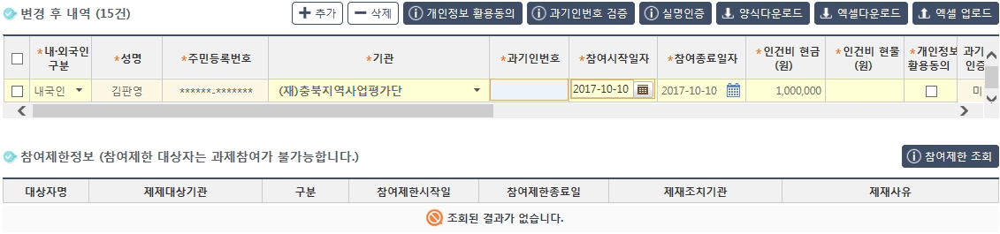 변경 후 내역 (15건) 추가 삭제 개인정보 활용동의 과기인번호 검증 실명인증 양식다운로드 엑셀다운로드 엑셀 업로드
*내·외국인 구분 *성명 *주민등록번호 *기관 *과기인번호 *참여시작일자 *참여종료일자 *인건비 현금 (원) *인건비 현물 (원) *개인정보 활용동의 과기 인증
내국인 김판영 ******-******* (재)충북지역사업평가단 2017-10-10 2017-10-10 1,000,000 미
참여제한정보 (참여제한 대상자는 과제참여가 불가능합니다.) 참여제한 조회
대상자명 제제대상기관 구분 참여제한시작일 참여제한종료일 제재조치기관 제재사유
조회된 결과가 없습니다.